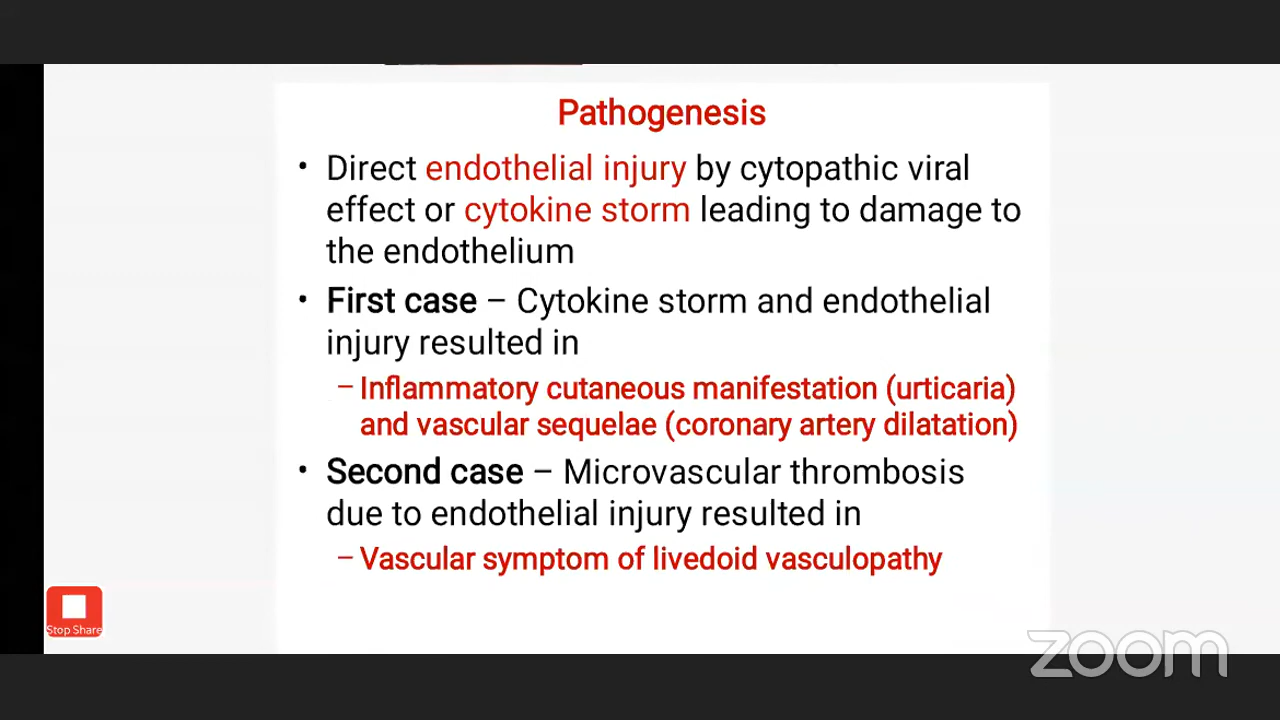 Pathogenesis
• Direct endothelial injury by cytopathic viral
effect or cytokine storm leading to damage to
the endothelium
• First case – Cytokine storm and endothelial
injury resulted in
– Inflammatory cutaneous manifestation (urticaria)
and vascular sequelae (coronary artery dilatation)
• Second case – Microvascular thrombosis
due to endothelial injury resulted in
– Vascular symptom of livedoid vasculopathy
Stop Share
zoom